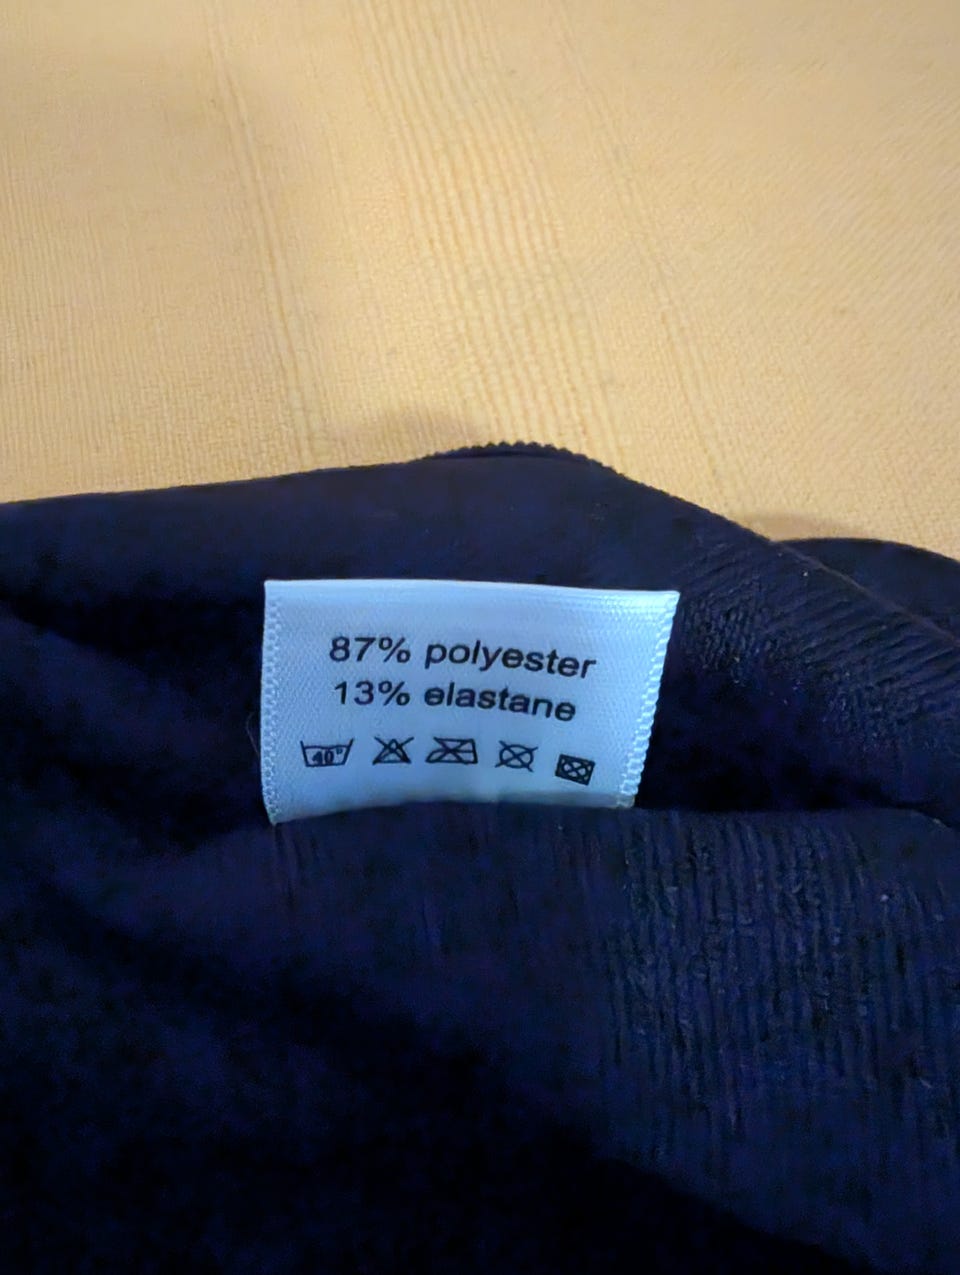 87% polyester
13% elastane
40°